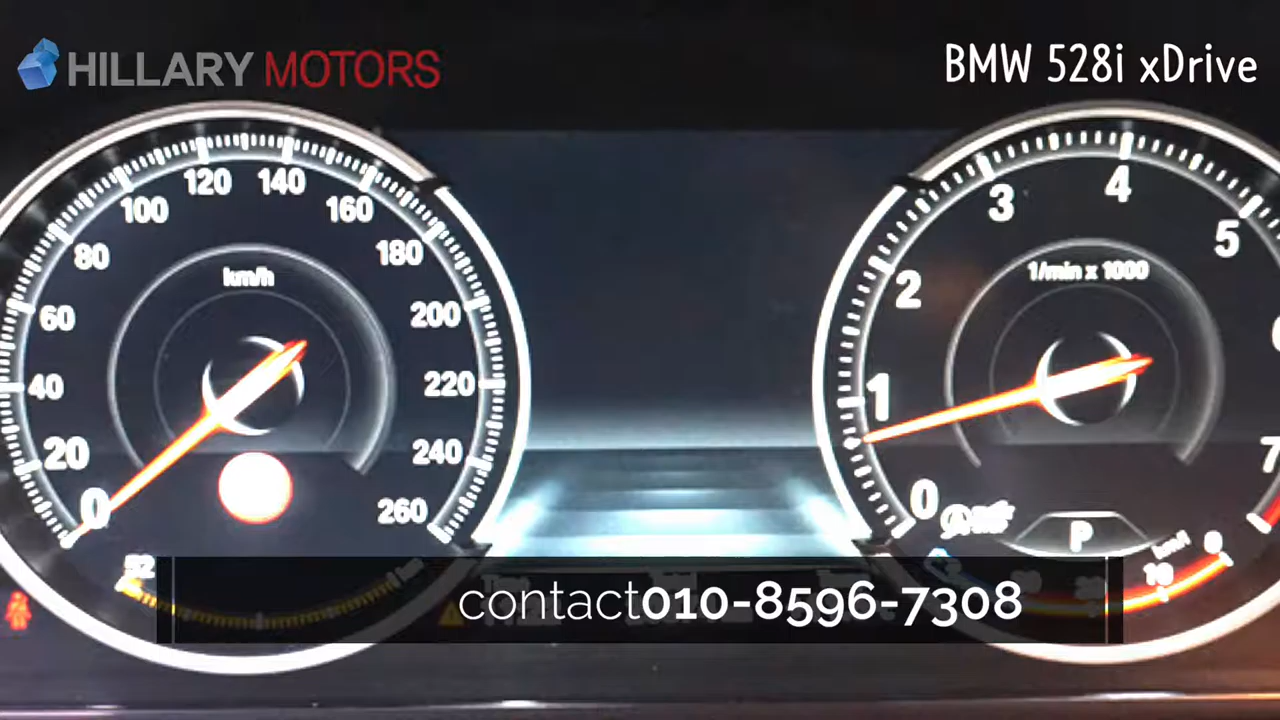 HILLARY MOTORS
BMW 528i xDrive
120 140
100 160
80 180
60 200
40 220
20 240
0 260
km/h
3 4 5
2
1
0
7
1/min x 1000
P
contact010-8596-7308